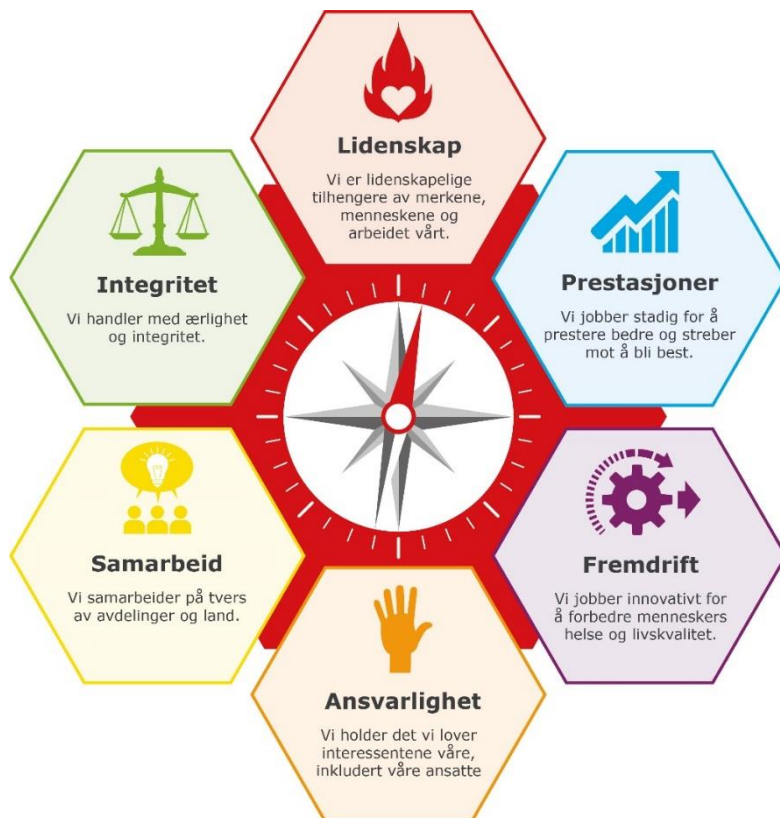 Lidenskap
Vi er lidenskapelige
tilhengere av merkene,
menneskene og
arbeidet vårt.
Integritet
Vi handler med ærlighet
og integritet.
Prestasjoner
Vi jobber stadig for å
prestere bedre og streber
mot å bli best.
Samarbeid
Vi samarbeider på tvers
av avdelinger og land.
Fremdrift
Vi jobber innovativt for
å forbedre menneskers
helse og livskvalitet.
Ansvarlighet
Vi holder det vi lover
interessentene våre,
inkludert våre ansatte